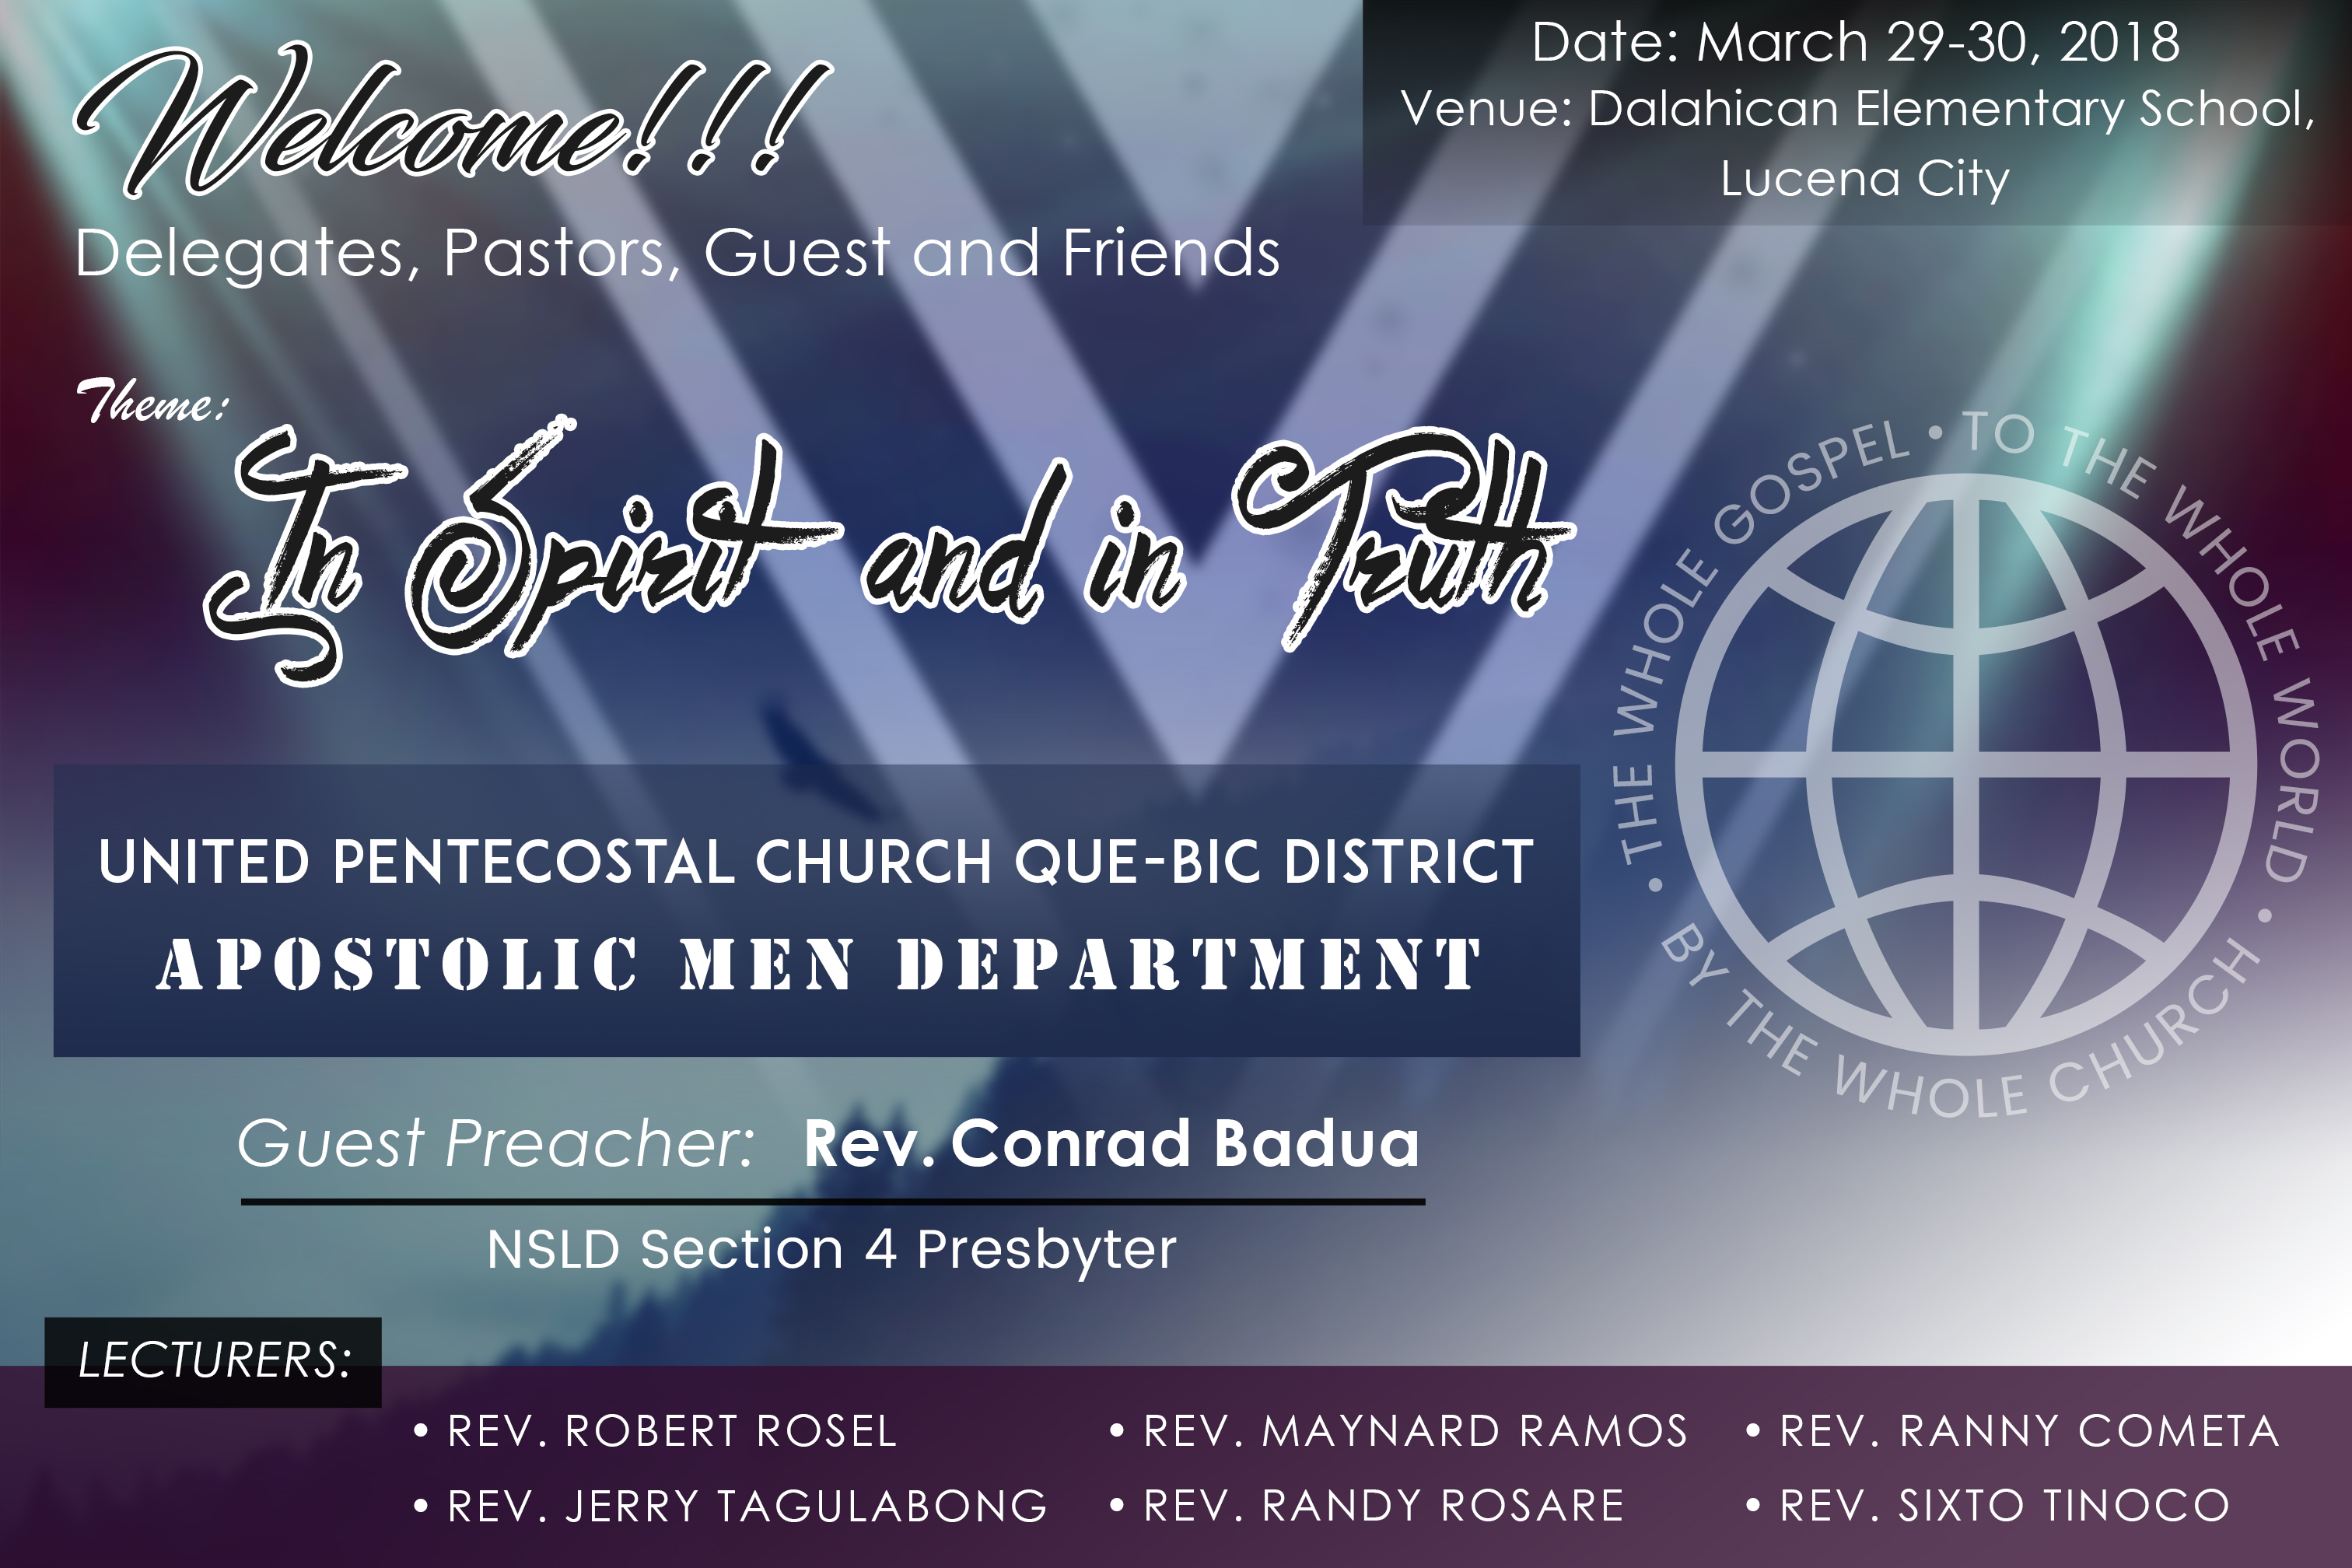 Welcome!!!
Delegates, Pastors, Guest and Friends
Date: March 29-30, 2018
Venue: Dalahican Elementary School,
Lucena City
Theme:
In Spirit and in Truth
• THE WHOLE GOSPEL • TO THE WHOLE WORLD •
BY THE WHOLE CHURCH
UNITED PENTECOSTAL CHURCH QUE-BIC DISTRICT
APOSTOLIC MEN DEPARTMENT
Guest Preacher: Rev. Conrad Badua
NSLD Section 4 Presbyter
LECTURERS:
• REV. ROBERT ROSEL
• REV. JERRY TAGULABONG
• REV. MAYNARD RAMOS
• REV. RANDY ROSARE
• REV. RANNY COMETA
• REV. SIXTO TINOCO